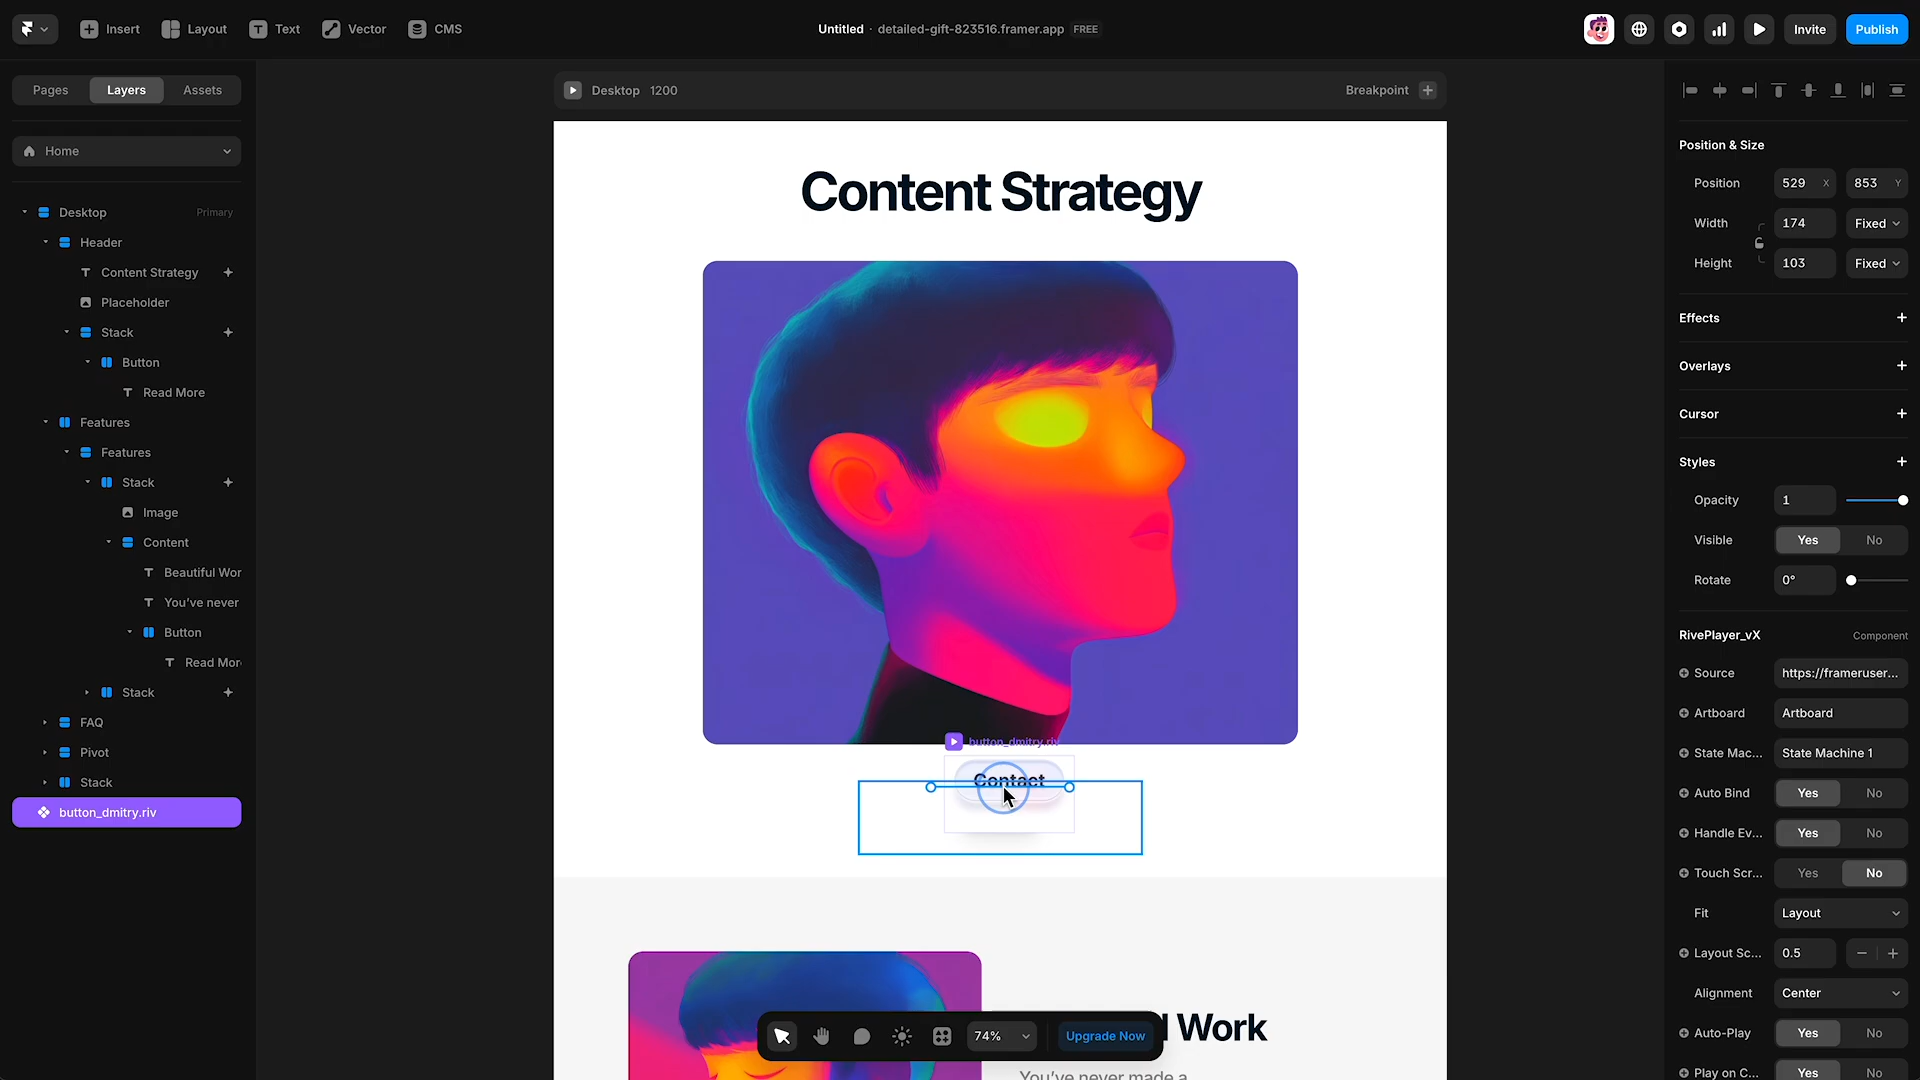 Insert
Layout
Text
Vector
CMS
Untitled · detailed-gift-823516.framer.app FREE
Invite
Publish
Pages
Layers
Assets
Home
Desktop Primary
Header
Content Strategy
Placeholder
Stack
Button
Read More
Features
Features
Stack
Image
Content
Beautiful Wor
You've never
Button
Read Mor
Stack
FAQ
Pivot
Stack
button_dmitry.riv
Desktop 1200
Breakpoint
Content Strategy
button_dmitry.riv
Contact
Work
You've never made a
74%
Upgrade Now
Position & Size
Position 529 X 853 Y
Width 174 Fixed
Height 103 Fixed
Effects
Overlays
Cursor
Styles
Opacity 1
Visible Yes No
Rotate 0°
RivePlayer_vX Component
Source https://frameruser...
Artboard Artboard
State Mac... State Machine 1
Auto Bind Yes No
Handle Ev... Yes No
Touch Scr... Yes No
Fit Layout
Layout Sc... 0.5
Alignment Center
Auto-Play Yes No
Play on C... Yes No